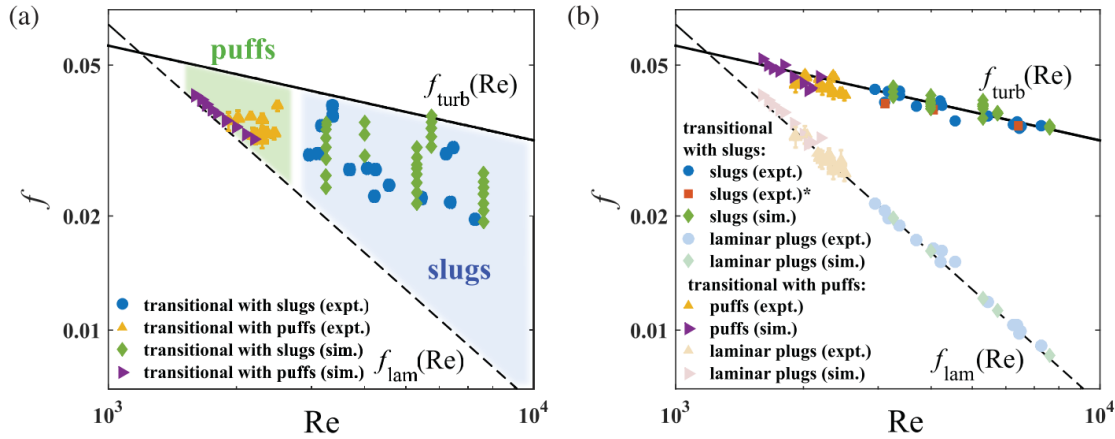 (a)
0.05
0.02
0.01
f
puffs
f_turb(Re)
slugs
transitional with slugs (expt.)
transitional with puffs (expt.)
transitional with slugs (sim.)
transitional with puffs (sim.)
f_lam(Re)
10^3
Re
10^4
(b)
0.05
0.02
0.01
f
f_turb(Re)
transitional
with slugs:
slugs (expt.)
slugs (expt.)*
slugs (sim.)
laminar plugs (expt.)
laminar plugs (sim.)
transitional with puffs:
puffs (expt.)
puffs (sim.)
laminar plugs (expt.)
laminar plugs (sim.)
f_lam(Re)
10^3
Re
10^4